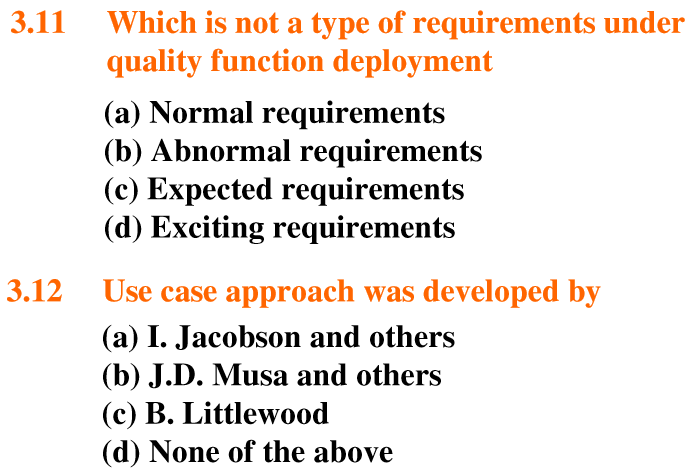 3.11 Which is not a type of requirements under
quality function deployment
(a) Normal requirements
(b) Abnormal requirements
(c) Expected requirements
(d) Exciting requirements
3.12 Use case approach was developed by
(a) I. Jacobson and others
(b) J.D. Musa and others
(c) B. Littlewood
(d) None of the above